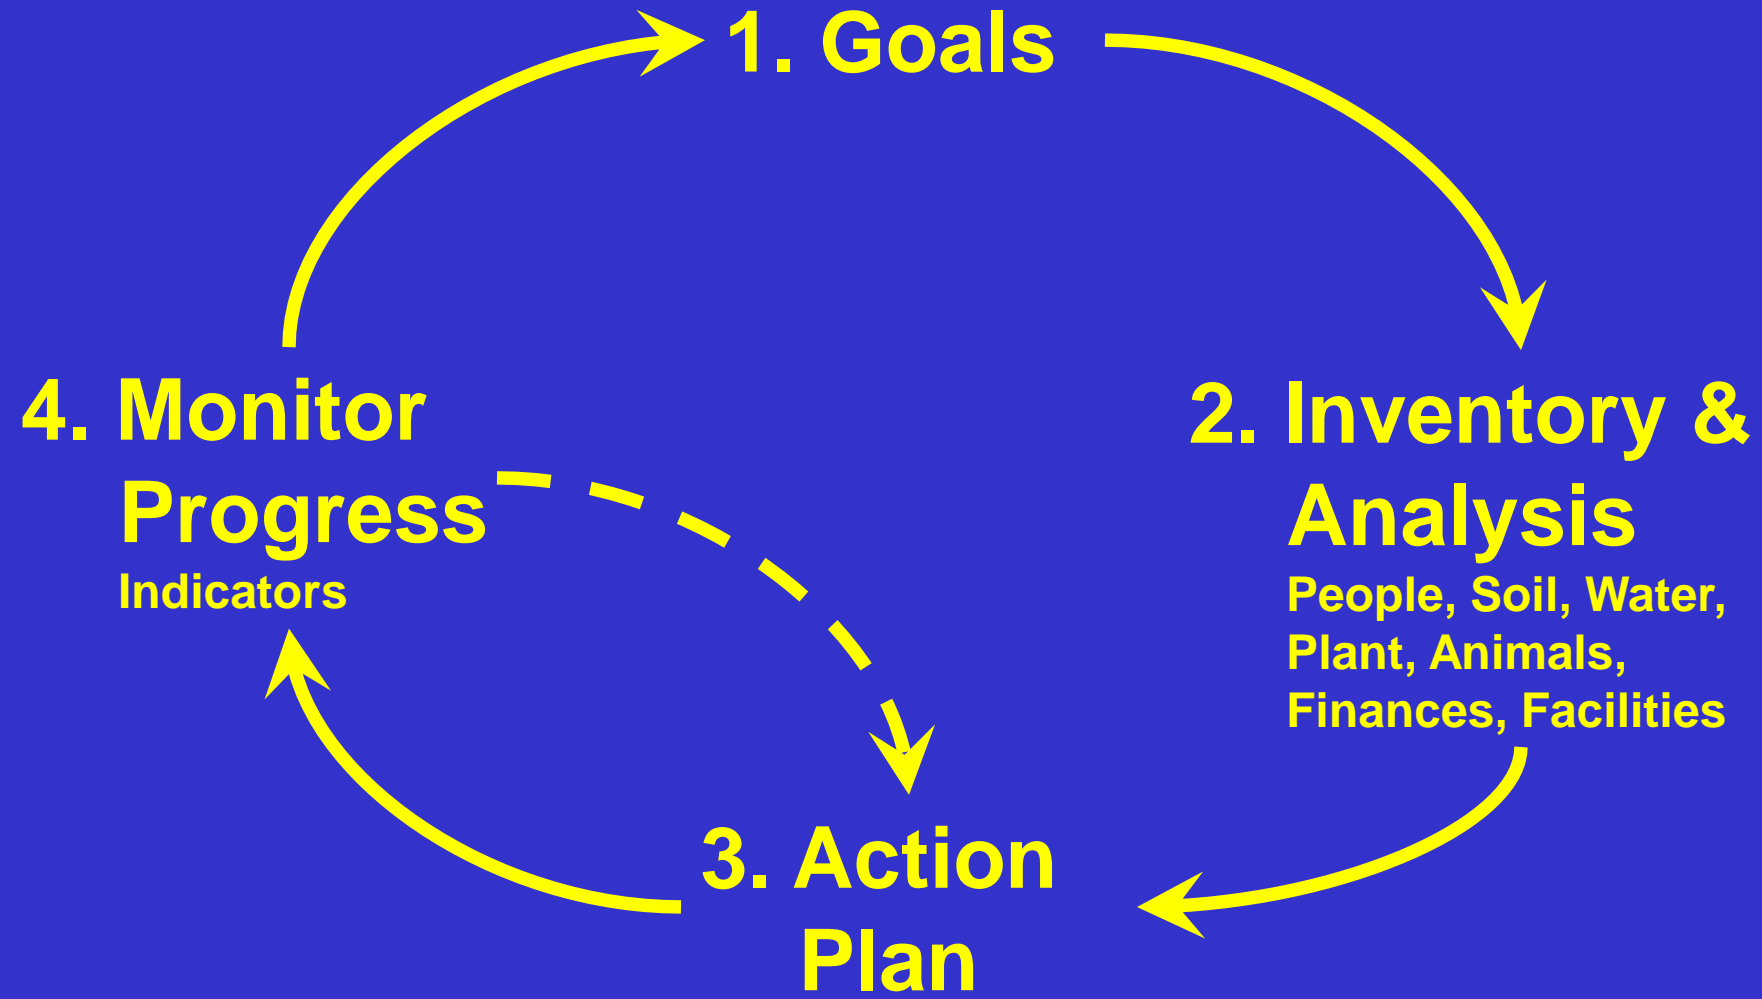 1. Goals
2. Inventory &
Analysis
People, Soil, Water,
Plant, Animals,
Finances, Facilities
3. Action
Plan
4. Monitor
Progress
Indicators